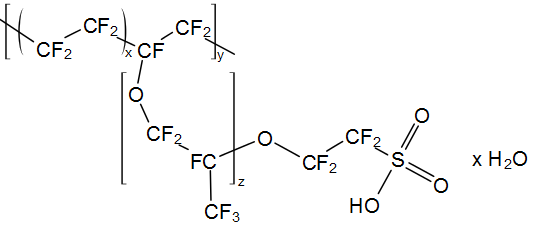 CF2 CF2
CF2 CF x y
O
CF2 O CF2 O
FC CF2 S x H2O
z O
CF3 HO